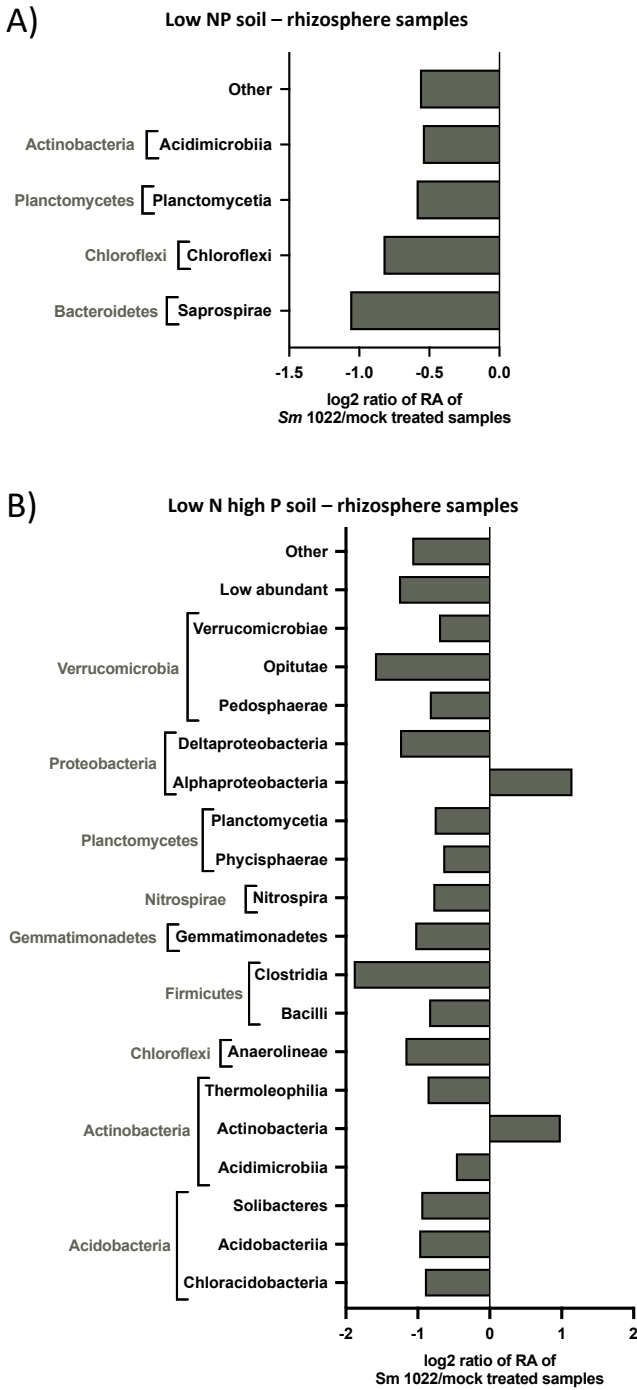 A)
Low NP soil – rhizosphere samples
Other
Actinobacteria Acidimicrobiia
Planctomycetes Planctomycetia
Chloroflexi Chloroflexi
Bacteroidetes Saprospirae
-1.5 -1.0 -0.5 0.0
log2 ratio of RA of
Sm 1022/mock treated samples
B)
Low N high P soil – rhizosphere samples
Other
Low abundant
Verrucomicrobiae
Verrucomicrobia Opitutae
Pedosphaerae
Deltaproteobacteria
Proteobacteria
Alphaproteobacteria
Planctomycetia
Planctomycetes
Phycisphaerae
Nitrospirae Nitrospira
Gemmatimonadetes Gemmatimonadetes
Clostridia
Firmicutes
Bacilli
Chloroflexi Anaerolineae
Thermoleophilia
Actinobacteria Actinobacteria
Acidimicrobiia
Solibacteres
Acidobacteria Acidobacteriia
Chloracidobacteria
-2 -1 0 1 2
log2 ratio of RA of
Sm 1022/mock treated samples